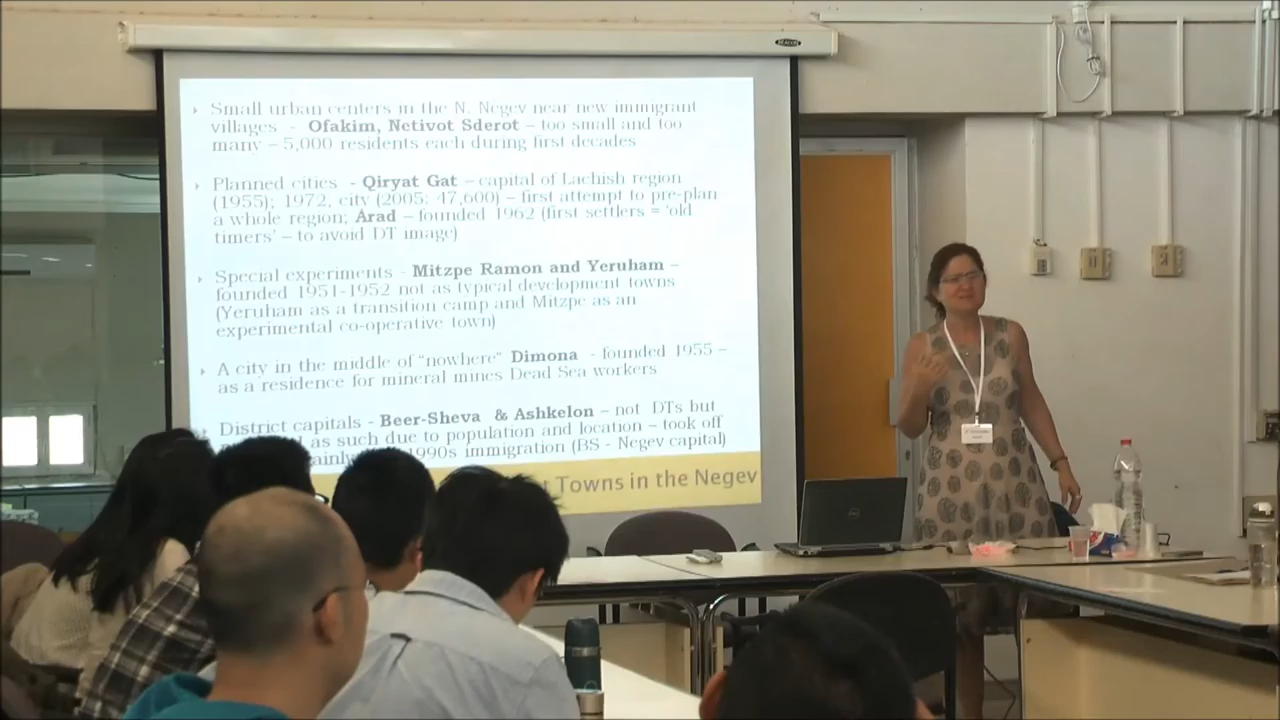 Small urban centers in the N. Negev near new immigrant
villages - Ofakim, Netivot Sderot – too small and too
many – 5,000 residents each during first decades
Planned cities - Qiryat Gat – capital of Lachish region
(1955); 1972, city (2005: 47,600) – first attempt to pre-plan
a whole region; Arad – founded 1962 (first settlers = 'old
timers' – to avoid DT image)
Special experiments - Mitzpe Ramon and Yeruham –
founded 1951-1952 not as typical development towns
(Yeruham as a transition camp and Mitzpe as an
experimental co-operative town)
A city in the middle of "nowhere" Dimona - founded 1955 –
as a residence for mineral mines Dead Sea workers
District capitals - Beer-Sheva & Ashkelon – not DTs but
as such due to population and location – took off
1990s immigration (BS - Negev capital)
Towns in the Negev